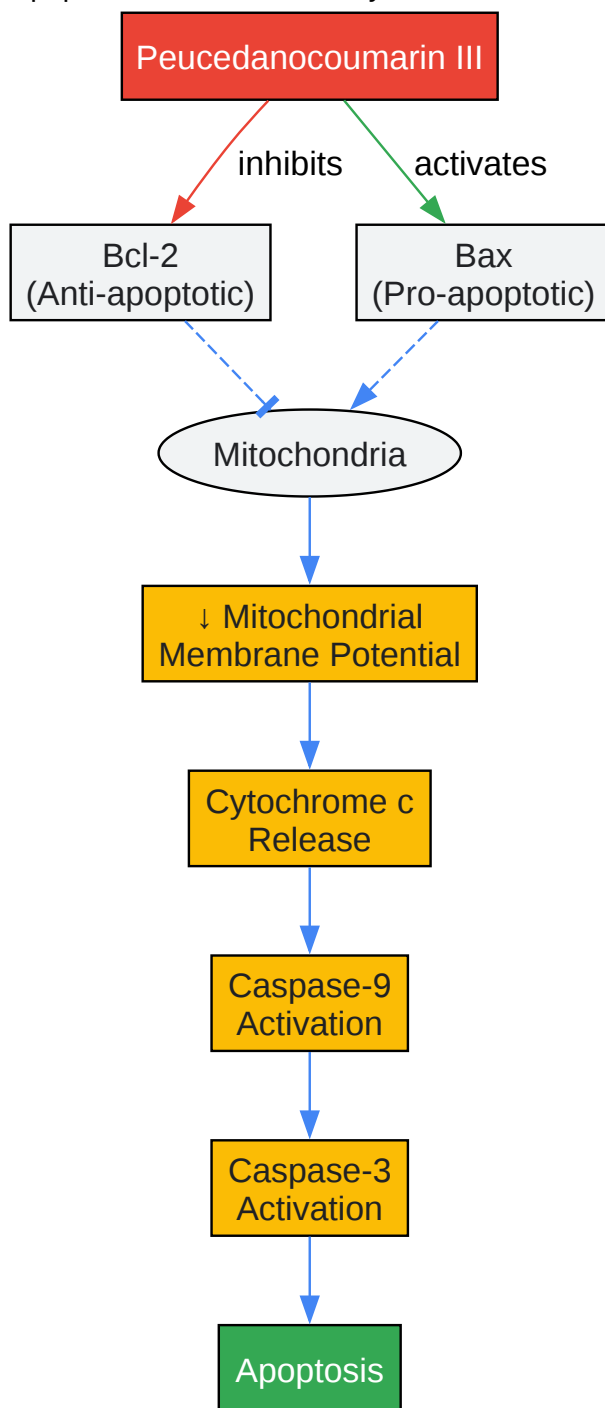 Peucedanocoumarin III
inhibits
activates
Bcl-2
(Anti-apoptotic)
Bax
(Pro-apoptotic)
Mitochondria
↓ Mitochondrial
Membrane Potential
Cytochrome c
Release
Caspase-9
Activation
Caspase-3
Activation
Apoptosis